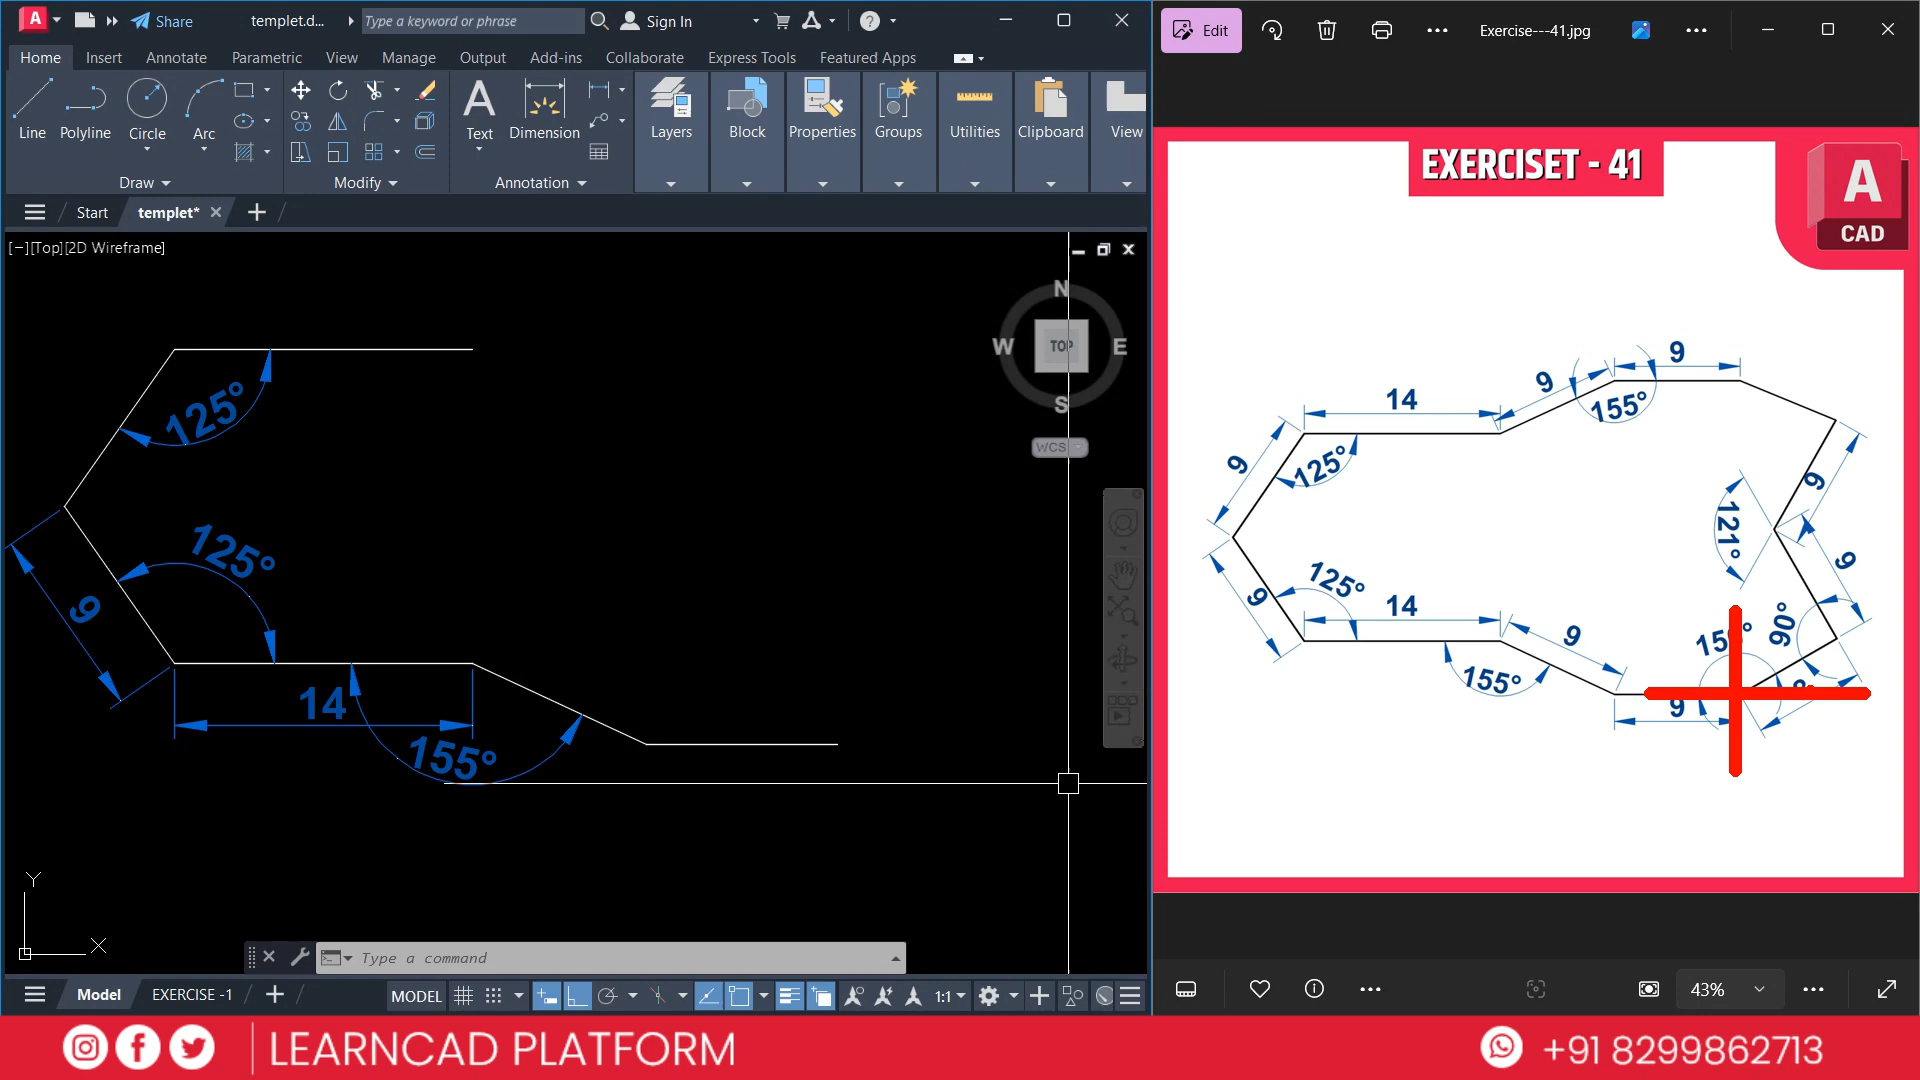 A
Share
templet.d...
Type a keyword or phrase
Sign In
Home Insert Annotate Parametric View Manage Output Add-ins Collaborate Express Tools Featured Apps
Line Polyline Circle Arc
Text Dimension
Layers Block Properties Groups Utilities Clipboard View
Draw Modify Annotation
Start templet*
[−][Top][2D Wireframe]
N
W TOP E
S
WCS
125°
125°
9
14
155°
Y
X
Type a command
Model EXERCISE -1
MODEL 1:1
Edit
Exercise---41.jpg
EXERCISET - 41
A
CAD
9
14 9 155°
9 125° 9
121°
125° 14 9 9
9 155° 90°
9
43%
LEARNCAD PLATFORM
+91 8299862713